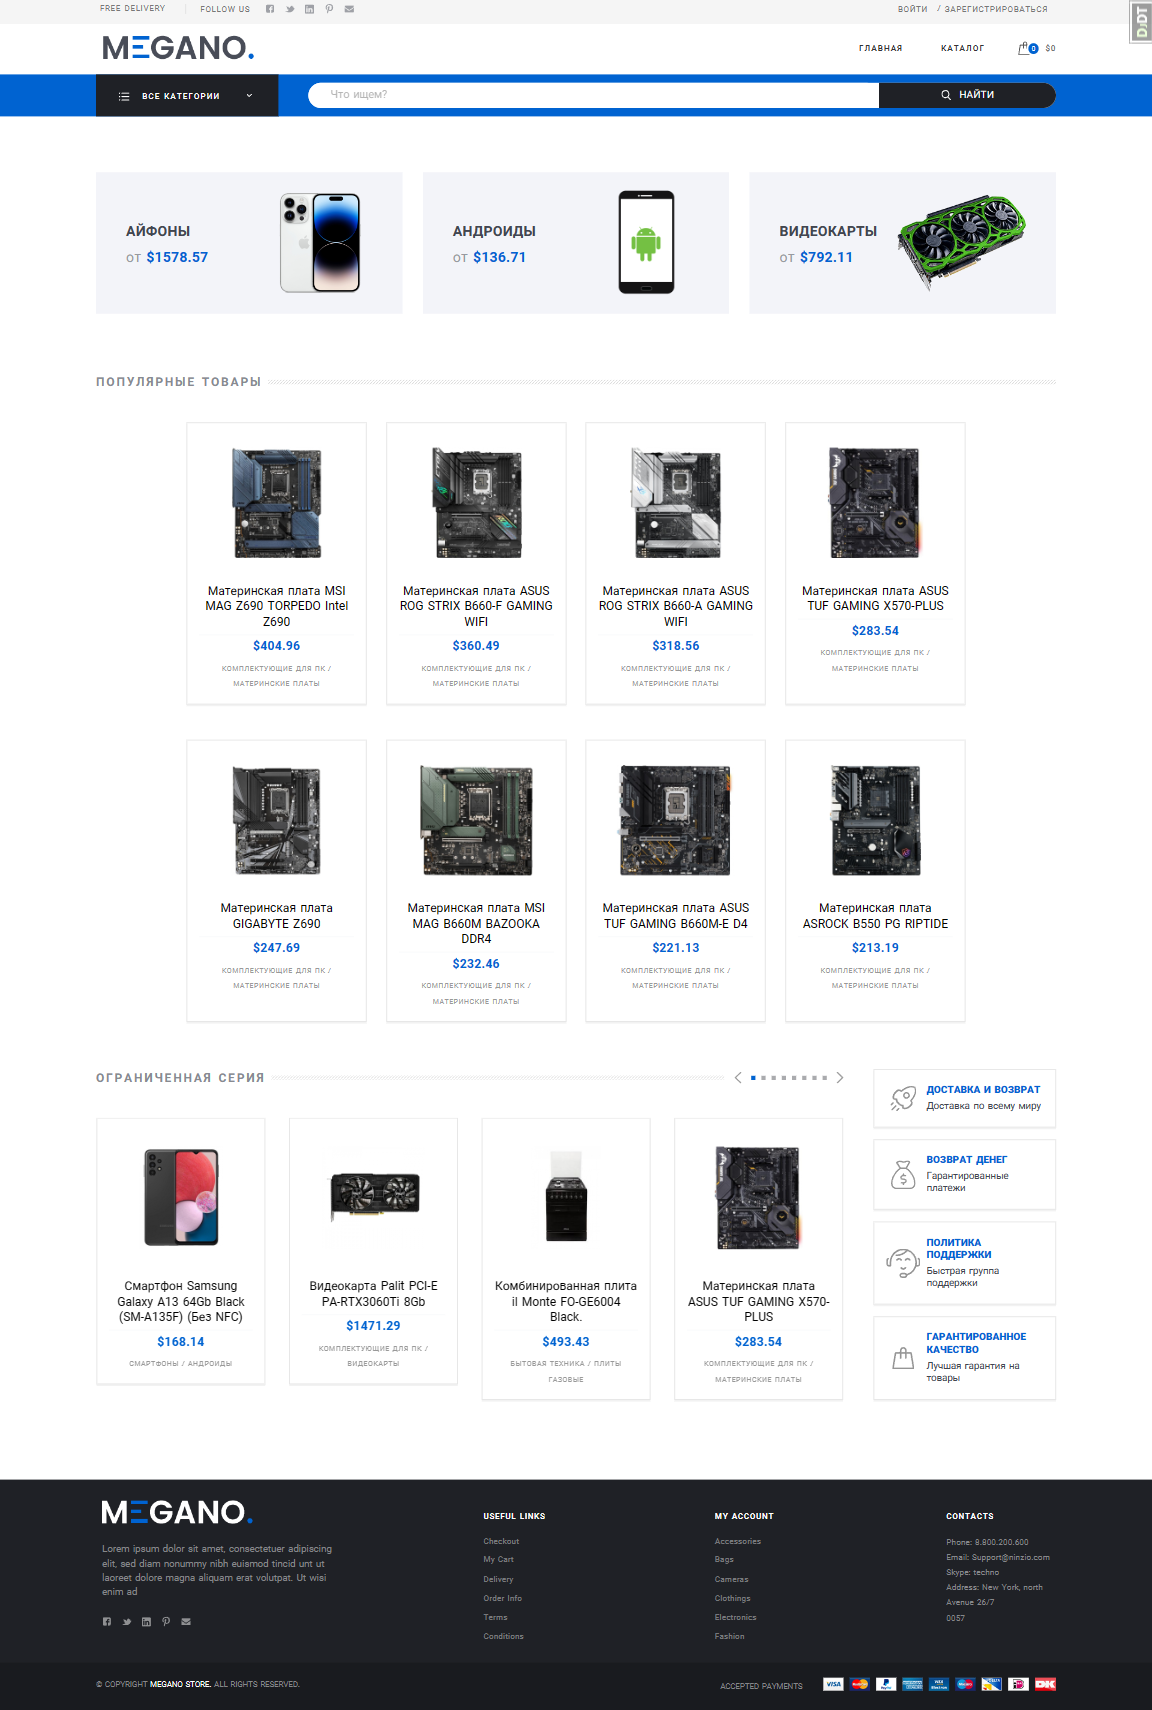 FREE DELIVERY
FOLLOW US
ВОЙТИ / ЗАРЕГИСТРИРОВАТЬСЯ
DJDT
MEGANO.
ГЛАВНАЯ
КАТАЛОГ
0
$0
ВСЕ КАТЕГОРИИ
Что ищем?
НАЙТИ
АЙФОНЫ
от $1578.57
АНДРОИДЫ
от $136.71
ВИДЕОКАРТЫ
от $792.11
ПОПУЛЯРНЫЕ ТОВАРЫ
Материнская плата MSI
MAG Z690 TORPEDO Intel
Z690
$404.96
КОМПЛЕКТУЮЩИЕ ДЛЯ ПК /
МАТЕРИНСКИЕ ПЛАТЫ
Материнская плата ASUS
ROG STRIX B660-F GAMING
WIFI
$360.49
КОМПЛЕКТУЮЩИЕ ДЛЯ ПК /
МАТЕРИНСКИЕ ПЛАТЫ
Материнская плата ASUS
ROG STRIX B660-A GAMING
WIFI
$318.56
КОМПЛЕКТУЮЩИЕ ДЛЯ ПК /
МАТЕРИНСКИЕ ПЛАТЫ
Материнская плата ASUS
TUF GAMING X570-PLUS
$283.54
КОМПЛЕКТУЮЩИЕ ДЛЯ ПК /
МАТЕРИНСКИЕ ПЛАТЫ
Материнская плата
GIGABYTE Z690
$247.69
КОМПЛЕКТУЮЩИЕ ДЛЯ ПК /
МАТЕРИНСКИЕ ПЛАТЫ
Материнская плата MSI
MAG B660M BAZOOKA
DDR4
$232.46
КОМПЛЕКТУЮЩИЕ ДЛЯ ПК /
МАТЕРИНСКИЕ ПЛАТЫ
Материнская плата ASUS
TUF GAMING B660M-E D4
$221.13
КОМПЛЕКТУЮЩИЕ ДЛЯ ПК /
МАТЕРИНСКИЕ ПЛАТЫ
Материнская плата
ASROCK B550 PG RIPTIDE
$213.19
КОМПЛЕКТУЮЩИЕ ДЛЯ ПК /
МАТЕРИНСКИЕ ПЛАТЫ
ОГРАНИЧЕННАЯ СЕРИЯ
Смартфон Samsung
Galaxy A13 64Gb Black
(SM-A135F) (Без NFC)
$168.14
СМАРТФОНЫ / АНДРОИДЫ
Видеокарта Palit PCI-E
PA-RTX3060Ti 8Gb
$1471.29
КОМПЛЕКТУЮЩИЕ ДЛЯ ПК /
ВИДЕОКАРТЫ
Комбинированная плита
il Monte FO-GE6004
Black.
$493.43
БЫТОВАЯ ТЕХНИКА / ПЛИТЫ
ГАЗОВЫЕ
Материнская плата
ASUS TUF GAMING X570-
PLUS
$283.54
КОМПЛЕКТУЮЩИЕ ДЛЯ ПК /
МАТЕРИНСКИЕ ПЛАТЫ
ДОСТАВКА И ВОЗВРАТ
Доставка по всему миру
ВОЗВРАТ ДЕНЕГ
Гарантированные
платежи
ПОЛИТИКА
ПОДДЕРЖКИ
Быстрая группа
поддержки
ГАРАНТИРОВАННОЕ
КАЧЕСТВО
Лучшая гарантия на
товары
MEGANO.
Lorem ipsum dolor sit amet, consectetuer adipiscing
elit, sed diam nonummy nibh euismod tincid unt ut
laoreet dolore magna aliquam erat volutpat. Ut wisi
enim ad
USEFUL LINKS
Checkout
My Cart
Delivery
Order Info
Terms
Conditions
MY ACCOUNT
Accessories
Bags
Cameras
Clothings
Electronics
Fashion
CONTACTS
Phone: 8.800.200.600
Email: Support@ninzio.com
Skype: techno
Address: New York, north
Avenue 26/7
0057
© COPYRIGHT MEGANO STORE. ALL RIGHTS RESERVED.
ACCEPTED PAYMENTS
VISA